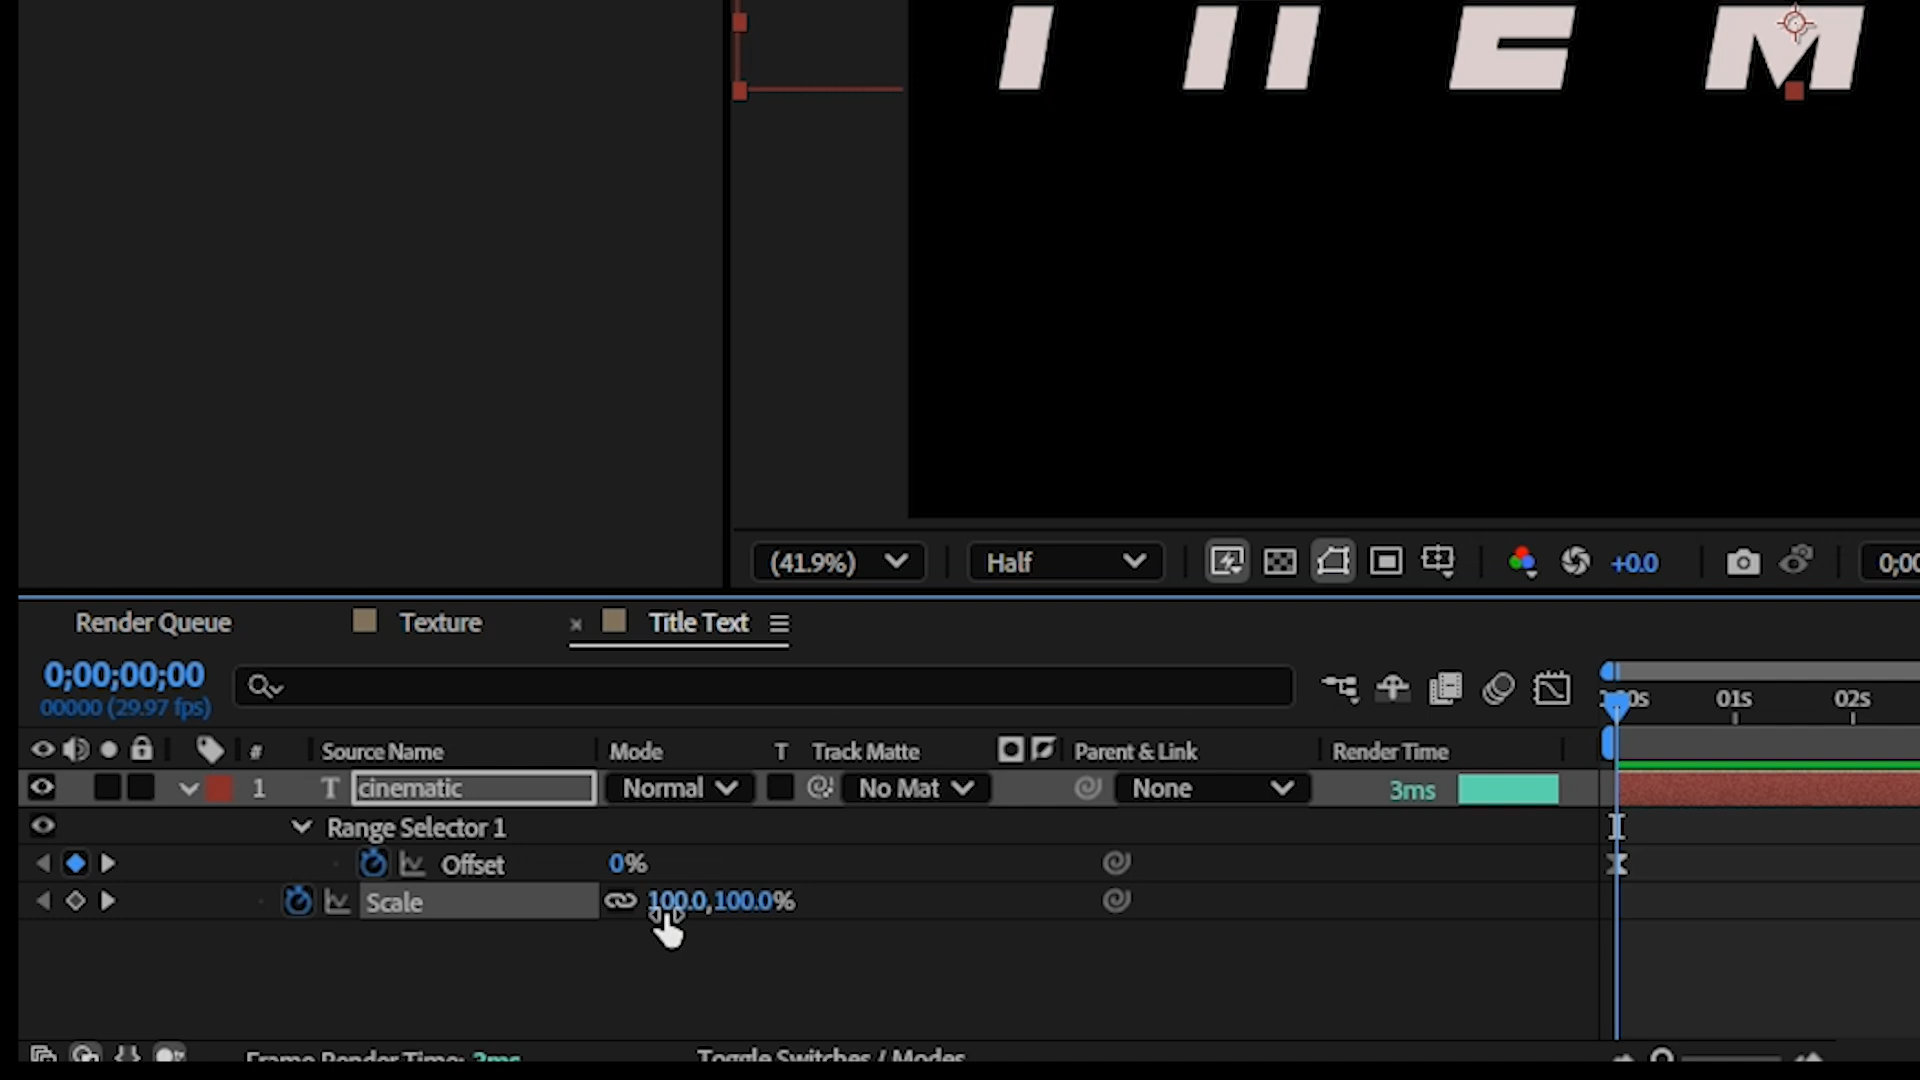 (41.9%) Half +0.0
Render Queue Texture × Title Text
0;00;00;00
00000 (29.97 fps)
01s 02s
# Source Name Mode T Track Matte Parent & Link Render Time
1 T cinematic Normal No Mat None 3ms
Range Selector 1
Offset 0%
Scale 100.0,100.0%
Frame Render Time: 3ms Toggle Switches / Modes